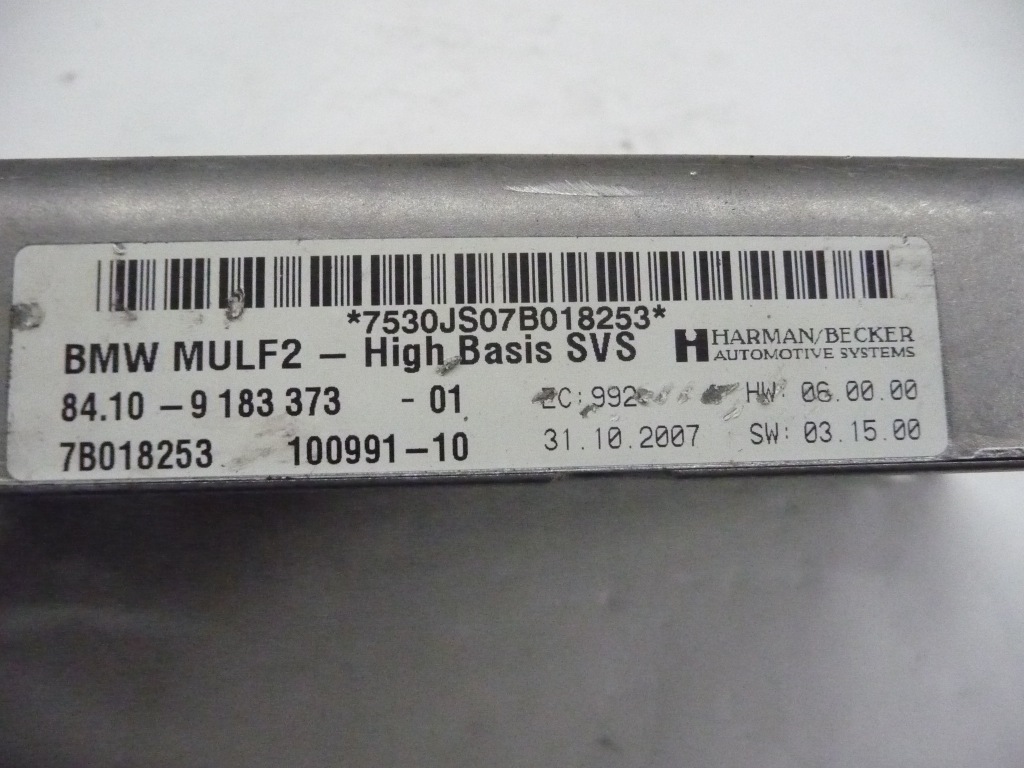 *7530JS07B018253*
BMW MULF2 – High Basis SVS
HARMAN/BECKER
AUTOMOTIVE SYSTEMS
84.10 – 9 183 373 - 01
HW: 06.00.00
7B018253 100991–10
31.10.2007
SW: 03.15.00